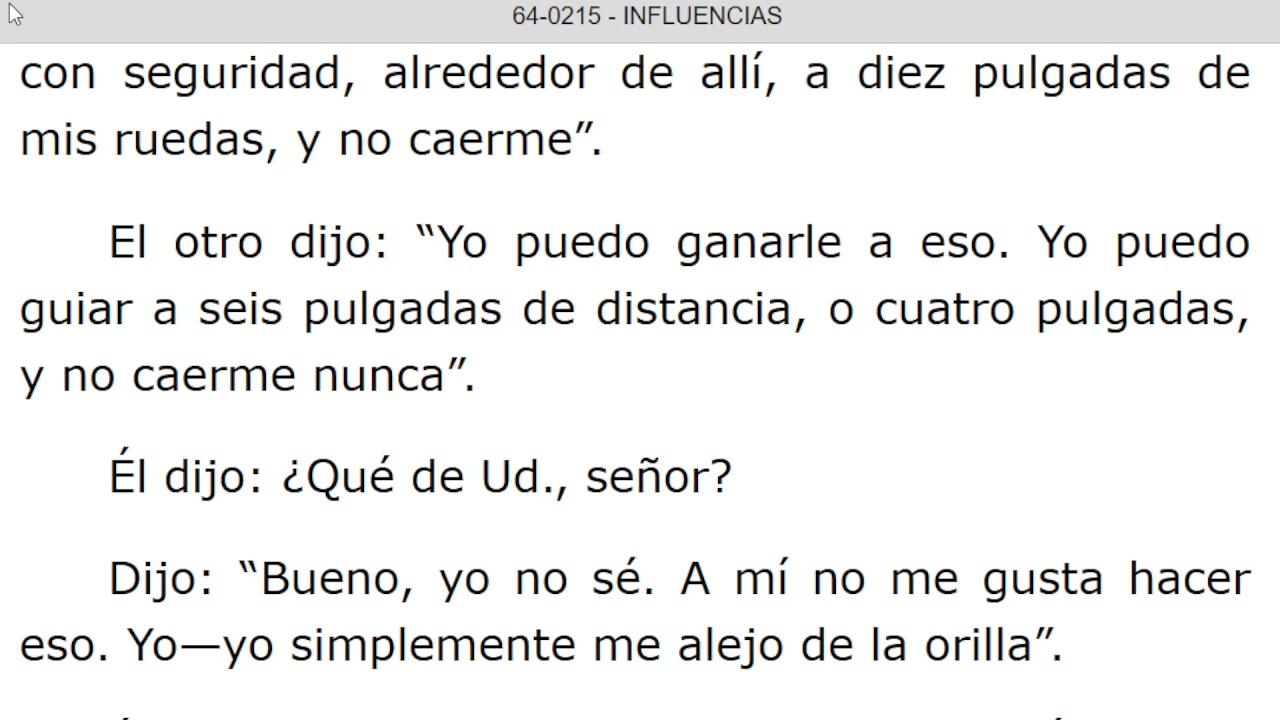 64-0215 - INFLUENCIAS
con seguridad, alrededor de allí, a diez pulgadas de
mis ruedas, y no caerme”.
El otro dijo: “Yo puedo ganarle a eso. Yo puedo
guiar a seis pulgadas de distancia, o cuatro pulgadas,
y no caerme nunca”.
Él dijo: ¿Qué de Ud., señor?
Dijo: “Bueno, yo no sé. A mí no me gusta hacer
eso. Yo—yo simplemente me alejo de la orilla”.